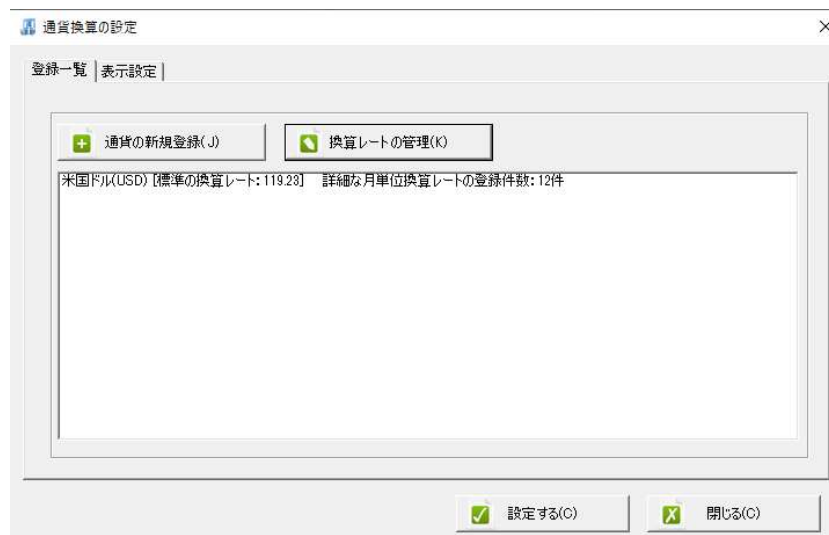 通貨換算の設定
登録一覧 表示設定
通貨の新規登録(J) 換算レートの管理(K)
米国ドル(USD) [標準の換算レート: 119.23] 詳細な月単位換算レートの登録件数: 12件
設定する(O) 閉じる(C)